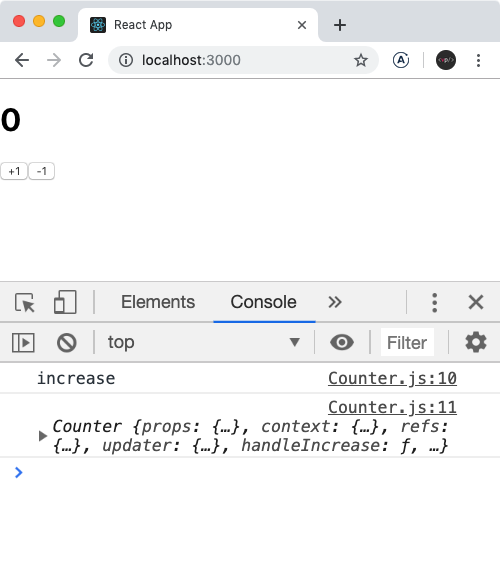 React App
localhost:3000
0
+1 -1
Elements Console
top Filter
increase Counter.js:10
Counter.js:11
Counter {props: {…}, context: {…}, refs:
{…}, updater: {…}, handleIncrease: ƒ, …}